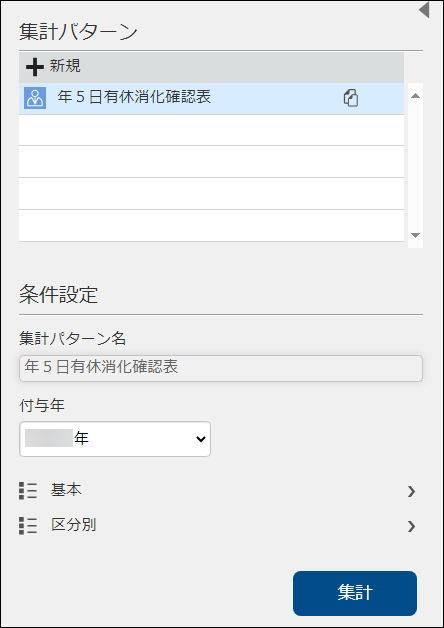 集計パターン
新規
年５日有休消化確認表
条件設定
集計パターン名
年５日有休消化確認表
付与年
年
基本
区分別
集計